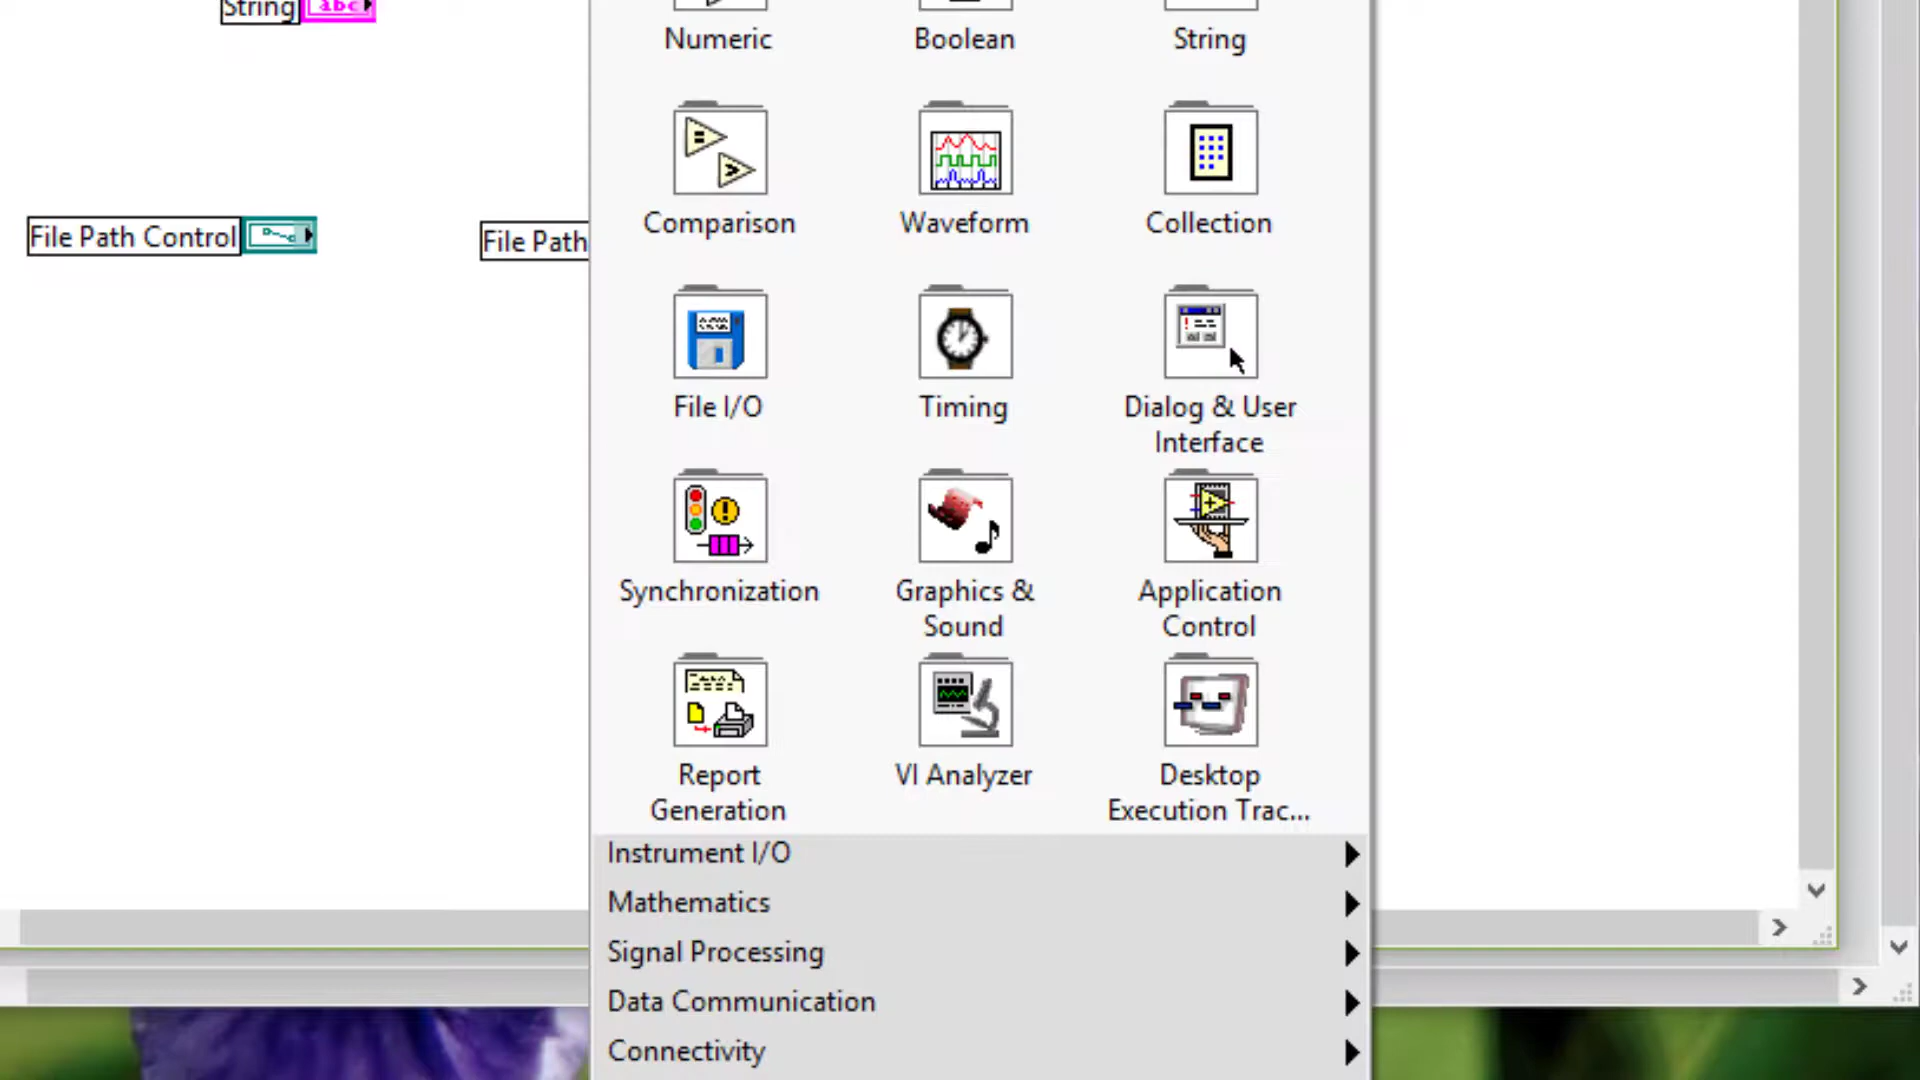 String abc
Numeric Boolean String
Comparison Waveform Collection
File Path Control
File Path
File I/O Timing Dialog & User
Interface
Synchronization Graphics & Application
Sound Control
Report VI Analyzer Desktop
Generation Execution Trac...
Instrument I/O
Mathematics
Signal Processing
Data Communication
Connectivity